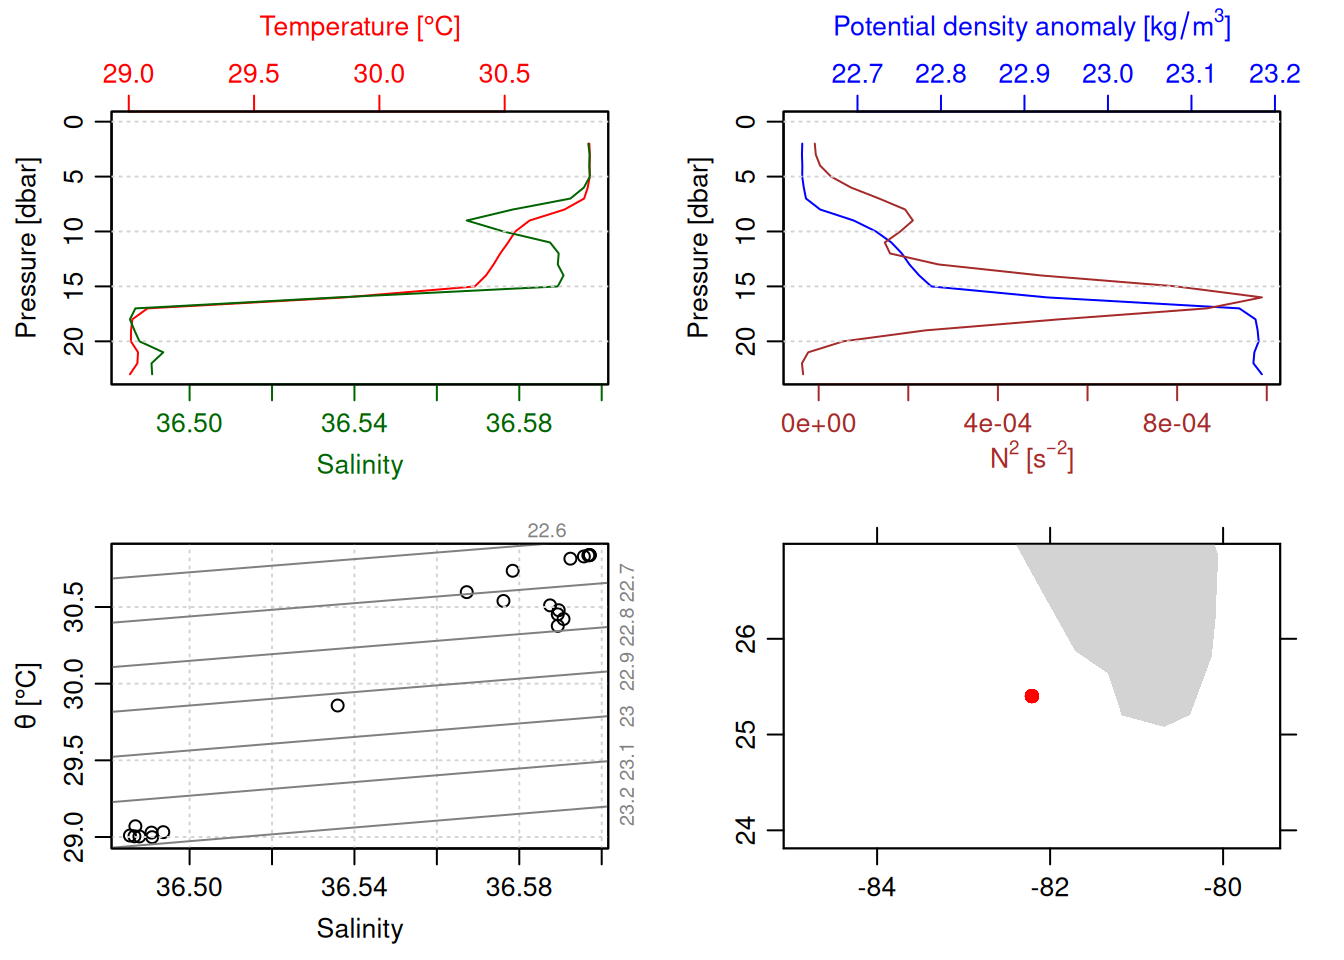 Temperature [°C]
29.0 29.5 30.0 30.5
Pressure [dbar]
0
5
10
15
20
36.50 36.54 36.58
Salinity
Potential density anomaly [kg/m³]
22.7 22.8 22.9 23.0 23.1 23.2
Pressure [dbar]
0
5
10
15
20
0e+00 4e-04 8e-04
N² [s⁻²]
22.6
22.7
22.8
22.9
23
23.1
23.2
θ [°C]
30.5
30.0
29.5
29.0
36.50 36.54 36.58
Salinity
26
25
24
-84 -82 -80